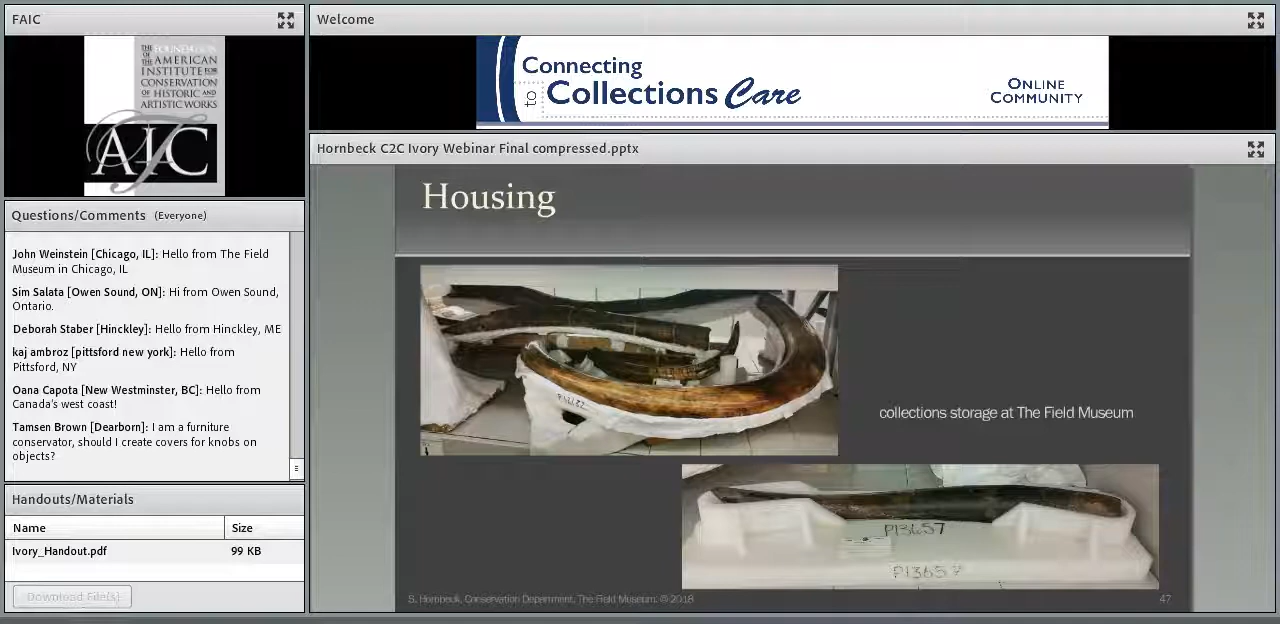 FAIC
THE FOUNDATION
OF THE AMERICAN
INSTITUTE FOR
CONSERVATION
OF HISTORIC AND
ARTISTIC WORKS
AIC
Questions/Comments (Everyone)
John Weinstein [Chicago, IL]: Hello from The Field
Museum in Chicago, IL
Sim Salata [Owen Sound, ON]: Hi from Owen Sound,
Ontario.
Deborah Staber [Hinckley]: Hello from Hinckley, ME
kaj ambroz [pittsford new york]: Hello from
Pittsford, NY
Oana Capota [New Westminster, BC]: Hello from
Canada's west coast!
Tamsen Brown [Dearborn]: I am a furniture
conservator, should I create covers for knobs on
objects?
Handouts/Materials
Name Size
Ivory_Handout.pdf 99 KB
Download File(s)
Welcome
Connecting
to Collections Care
ONLINE
COMMUNITY
Hornbeck C2C Ivory Webinar Final compressed.pptx
Housing
collections storage at The Field Museum
P13657
P13657
S. Hornbeck, Conservation Department, The Field Museum. © 2018
47